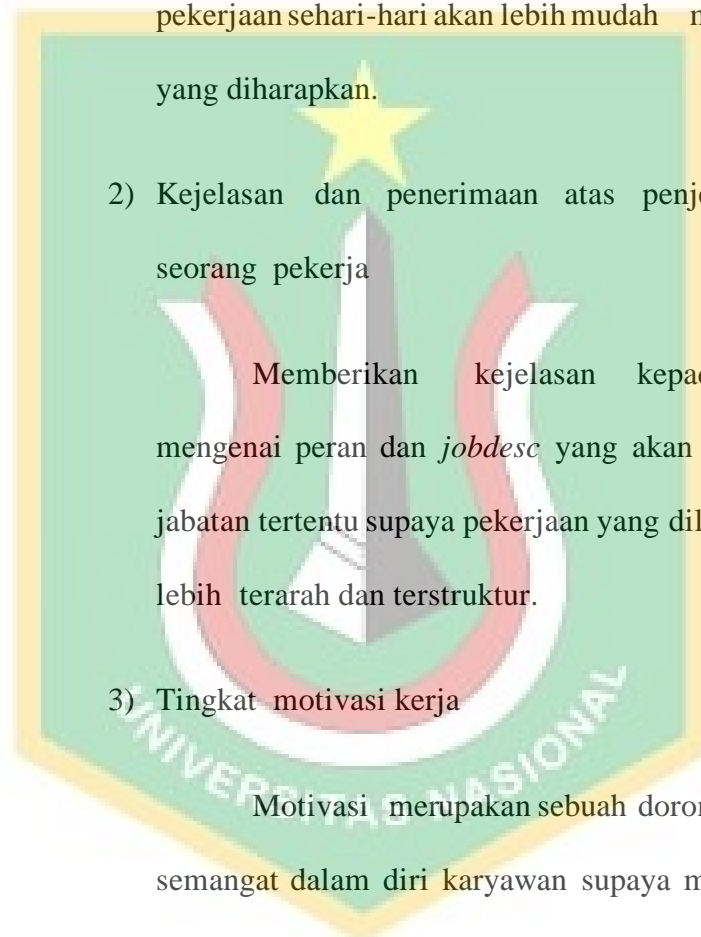 pekerjaan sehari-hari akan lebih mudah
yang diharapkan.
2) Kejelasan dan penerimaan atas
seorang pekerja
Memberikan kejelasan
mengenai peran dan jobdesc yang akan
jabatan tertentu supaya pekerjaan yang
lebih terarah dan terstruktur.
3) Tingkat motivasi kerja
Motivasi merupakan sebuah
semangat dalam diri karyawan supaya
UNIVERSITAS NASIONAL